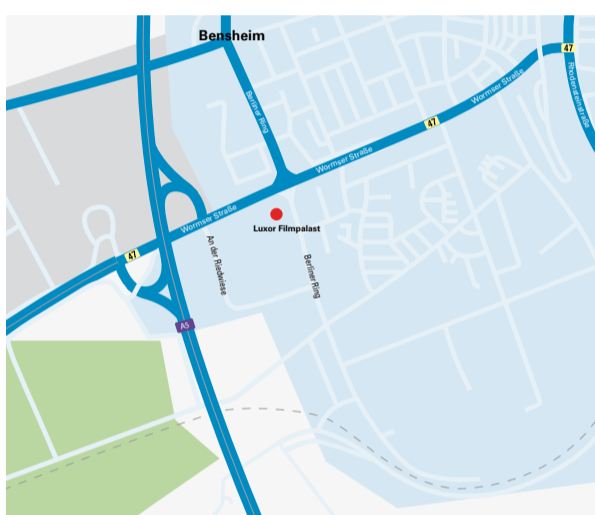 Bensheim
47
Rhodensteinstraße
Wormser Straße
Berliner Ring
47
Wormser Straße
Wormser Straße
Luxor Filmpalast
An der Riedwiese
47
Berliner Ring
A5